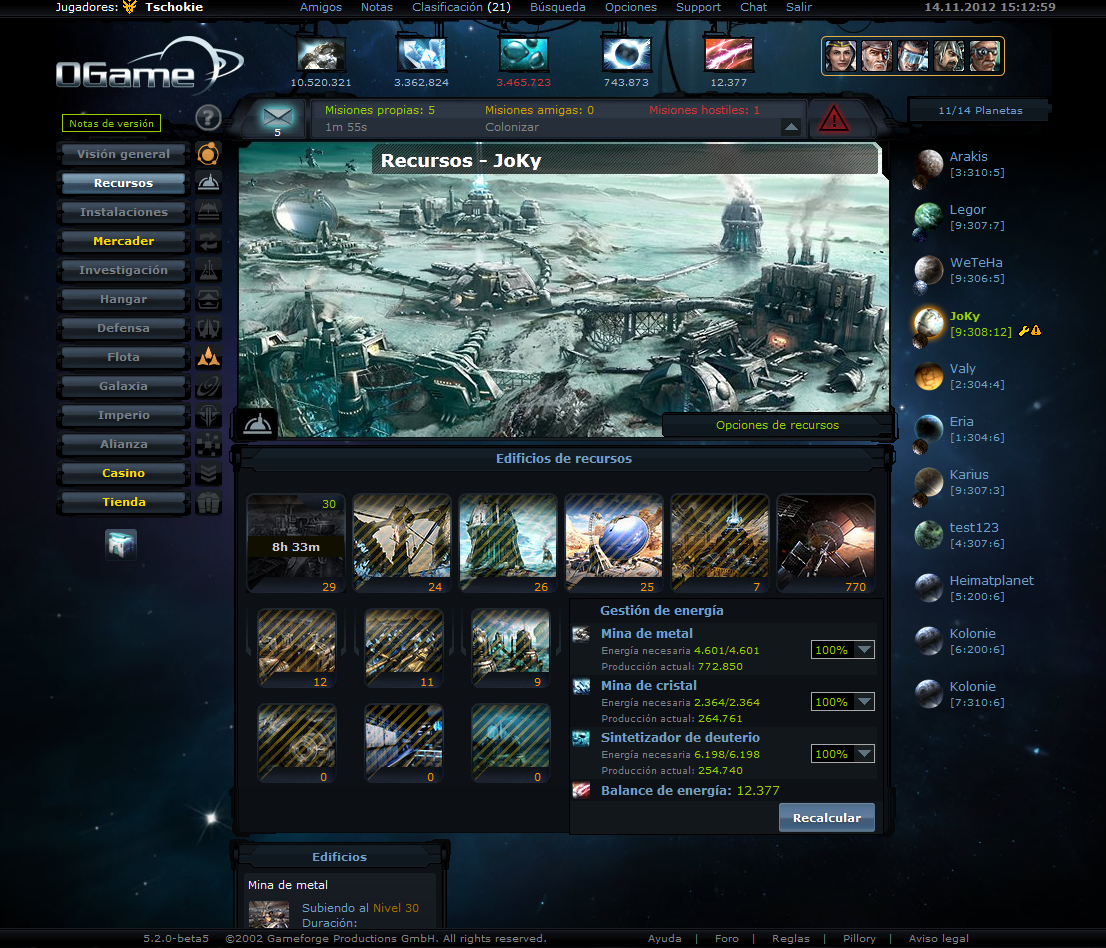 Jugadores: Tschokie
Amigos Notas Clasificación (21) Búsqueda Opciones Support Chat Salir
14.11.2012 15:12:59
OGAME
10.520.321 3.362.824 3.465.723 743.873 12.377
Notas de versión
?
5
Misiones propias: 5 Misiones amigas: 0 Misiones hostiles: 1
1m 55s Colonizar
11/14 Planetas
Visión general
Recursos
Instalaciones
Mercader
Investigación
Hangar
Defensa
Flota
Galaxia
Imperio
Alianza
Casino
Tienda
Recursos - JoKy
Opciones de recursos
Arakis
[3:310:5]
Legor
[9:307:7]
WeTeHa
[9:306:5]
JoKy
[9:308:12]
Valy
[2:304:4]
Eria
[1:304:6]
Karius
[9:307:3]
test123
[4:307:6]
Heimatplanet
[5:200:6]
Kolonie
[6:200:6]
Kolonie
[7:310:6]
Edificios de recursos
30
8h 33m
29 24 26 25 7 770
12 11 9
0 0 0
Gestión de energía
Mina de metal
Energía necesaria 4.601/4.601
Producción actual: 772.850
100%
Mina de cristal
Energía necesaria 2.364/2.364
Producción actual: 264.761
100%
Sintetizador de deuterio
Energía necesaria 6.198/6.198
Producción actual: 254.740
100%
Balance de energía: 12.377
Recalcular
Edificios
Mina de metal
Subiendo al Nivel 30
Duración:
5.2.0-beta5 ©2002 Gameforge Productions GmbH. All rights reserved.
Ayuda | Foro | Reglas | Pillory | Aviso legal